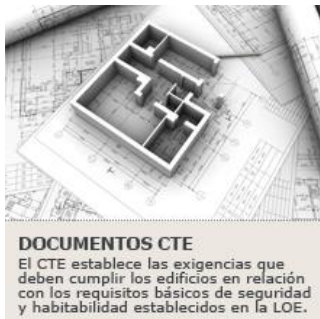 DOCUMENTOS CTE
El CTE establece las exigencias que
deben cumplir los edificios en relación
con los requisitos básicos de seguridad
y habitabilidad establecidos en la LOE.